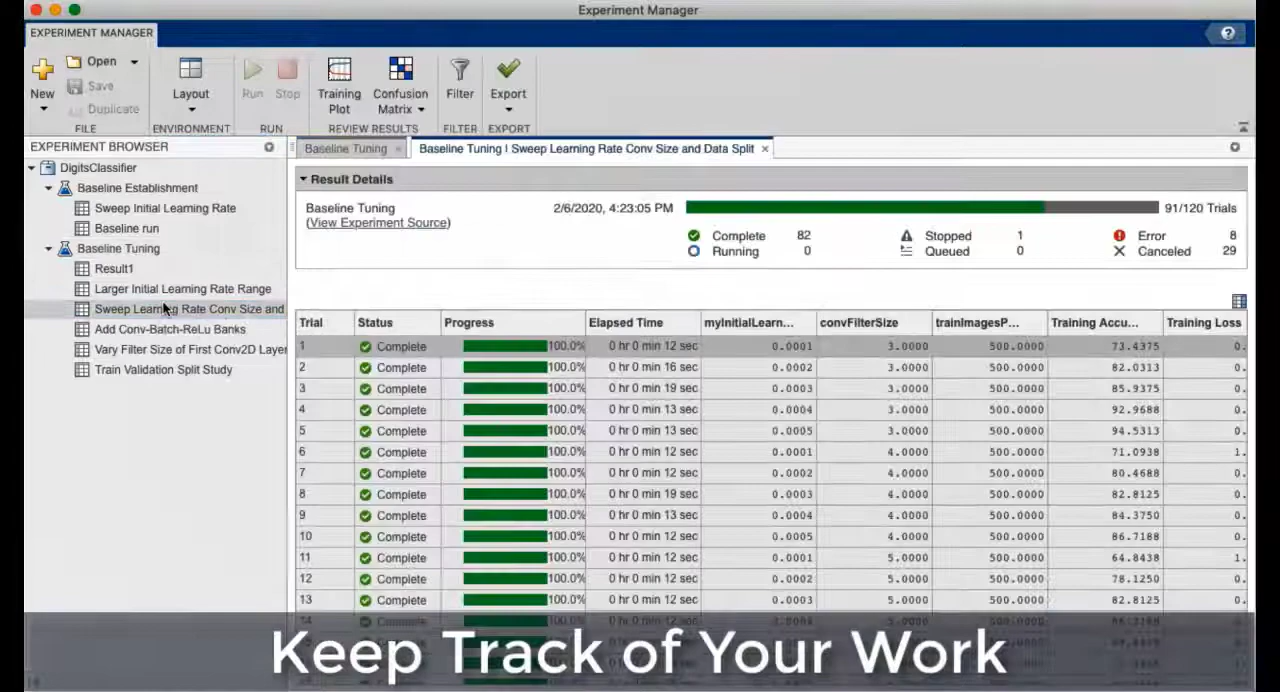 Experiment Manager
EXPERIMENT MANAGER
?
New
Open
Save
Duplicate
FILE
Layout
ENVIRONMENT
Run
Stop
RUN
Training Plot
Confusion Matrix
REVIEW RESULTS
Filter
FILTER
Export
EXPORT
EXPERIMENT BROWSER
DigitsClassifier
Baseline Establishment
Sweep Initial Learning Rate
Baseline run
Baseline Tuning
Result1
Larger Initial Learning Rate Range
Sweep Learning Rate Conv Size and
Add Conv-Batch-ReLu Banks
Vary Filter Size of First Conv2D Layer
Train Validation Split Study
Baseline Tuning × Baseline Tuning | Sweep Learning Rate Conv Size and Data Split ×
Result Details
Baseline Tuning 2/6/2020, 4:23:05 PM 91/120 Trials
(View Experiment Source)
Complete 82 Stopped 1 Error 8
Running 0 Queued 0 Canceled 29
Trial Status Progress Elapsed Time myInitialLearn... convFilterSize trainImagesP... Training Accu... Training Loss
1 Complete 100.0% 0 hr 0 min 12 sec 0.0001 3.0000 500.0000 73.4375 0.
2 Complete 100.0% 0 hr 0 min 16 sec 0.0002 3.0000 500.0000 82.0313 0.
3 Complete 100.0% 0 hr 0 min 19 sec 0.0003 3.0000 500.0000 85.9375 0.
4 Complete 100.0% 0 hr 0 min 13 sec 0.0004 3.0000 500.0000 92.9688 0.
5 Complete 100.0% 0 hr 0 min 13 sec 0.0005 3.0000 500.0000 94.5313 0.
6 Complete 100.0% 0 hr 0 min 12 sec 0.0001 4.0000 500.0000 71.0938 1.
7 Complete 100.0% 0 hr 0 min 12 sec 0.0002 4.0000 500.0000 80.4688 0.
8 Complete 100.0% 0 hr 0 min 19 sec 0.0003 4.0000 500.0000 82.8125 0.
9 Complete 100.0% 0 hr 0 min 13 sec 0.0004 4.0000 500.0000 84.3750 0.
10 Complete 100.0% 0 hr 0 min 12 sec 0.0005 4.0000 500.0000 86.7188 0.
11 Complete 100.0% 0 hr 0 min 12 sec 0.0001 5.0000 500.0000 64.8438 1.
12 Complete 100.0% 0 hr 0 min 12 sec 0.0002 5.0000 500.0000 78.1250 0.
13 Complete 100.0% 0 hr 0 min 12 sec 0.0003 5.0000 500.0000 82.8125 0.
Keep Track of Your Work